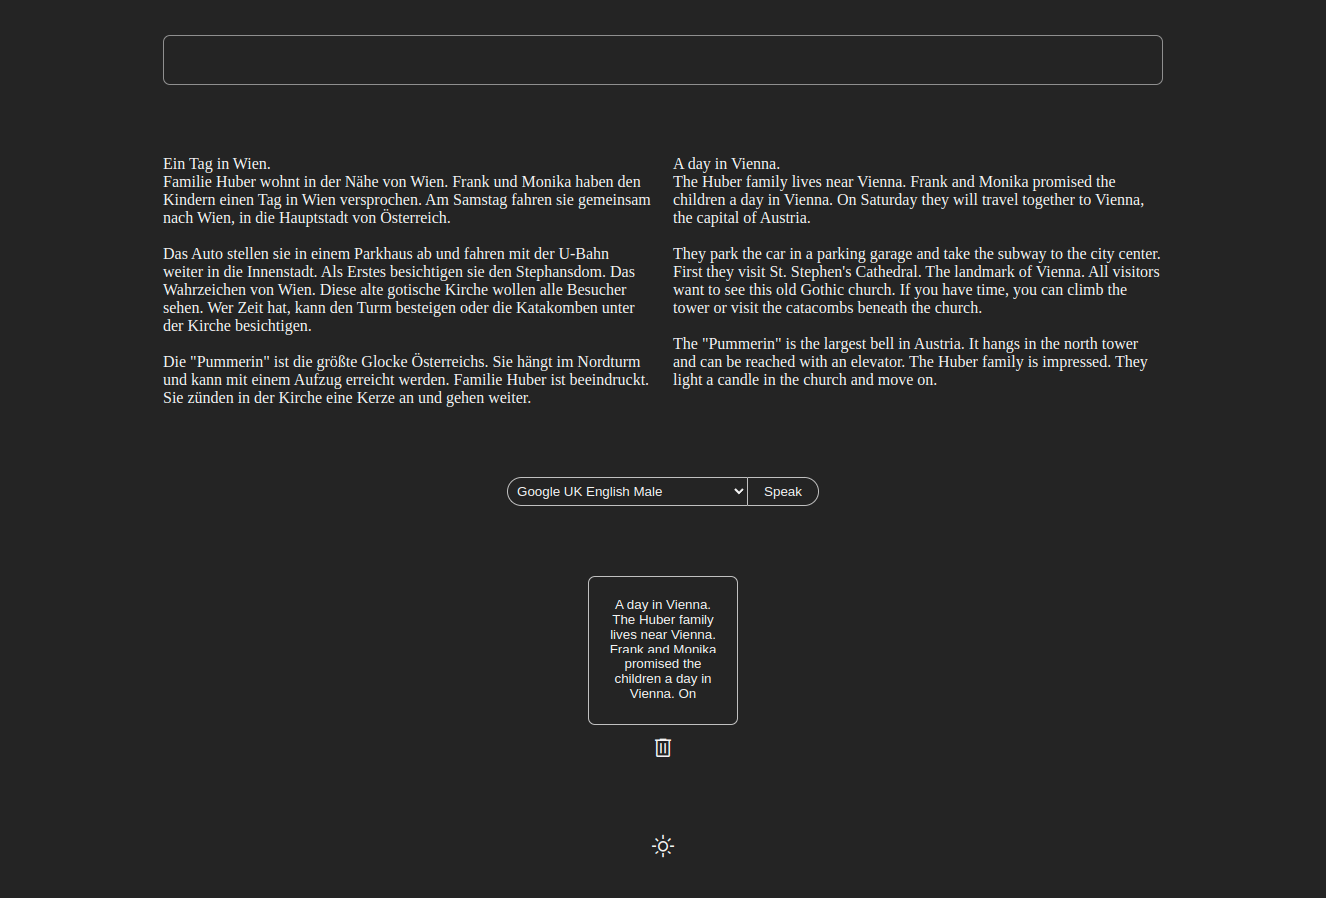 Ein Tag in Wien.
Familie Huber wohnt in der Nähe von Wien. Frank und Monika haben den
Kindern einen Tag in Wien versprochen. Am Samstag fahren sie gemeinsam
nach Wien, in die Hauptstadt von Österreich.
Das Auto stellen sie in einem Parkhaus ab und fahren mit der U-Bahn
weiter in die Innenstadt. Als Erstes besichtigen sie den Stephansdom. Das
Wahrzeichen von Wien. Diese alte gotische Kirche wollen alle Besucher
sehen. Wer Zeit hat, kann den Turm besteigen oder die Katakomben unter
der Kirche besichtigen.
Die "Pummerin" ist die größte Glocke Österreichs. Sie hängt im Nordturm
und kann mit einem Aufzug erreicht werden. Familie Huber ist beeindruckt.
Sie zünden in der Kirche eine Kerze an und gehen weiter.
A day in Vienna.
The Huber family lives near Vienna. Frank and Monika promised the
children a day in Vienna. On Saturday they will travel together to Vienna,
the capital of Austria.
They park the car in a parking garage and take the subway to the city center.
First they visit St. Stephen's Cathedral. The landmark of Vienna. All visitors
want to see this old Gothic church. If you have time, you can climb the
tower or visit the catacombs beneath the church.
The "Pummerin" is the largest bell in Austria. It hangs in the north tower
and can be reached with an elevator. The Huber family is impressed. They
light a candle in the church and move on.
Google UK English Male
Speak
A day in Vienna.
The Huber family
lives near Vienna.
Frank and Monika
promised the
children a day in
Vienna. On